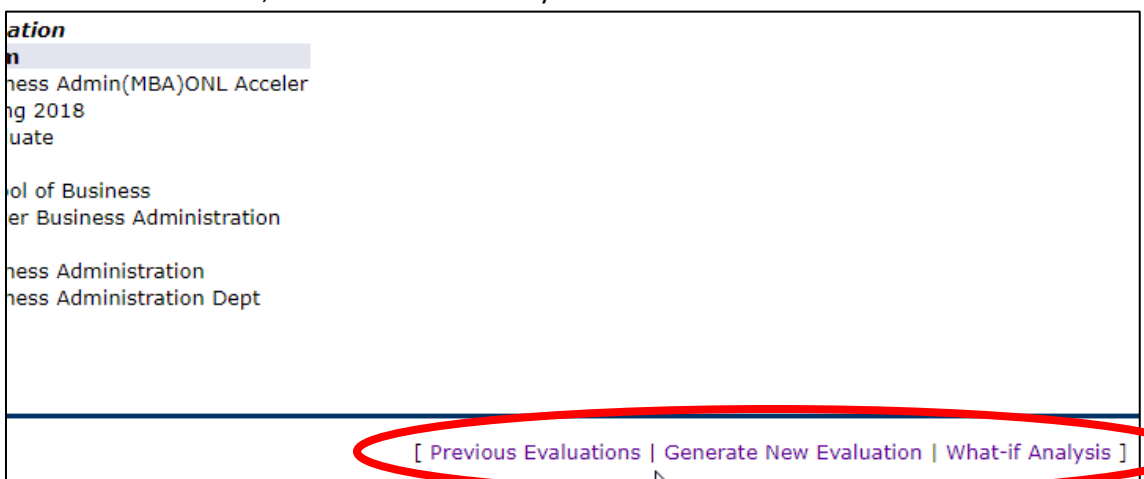 ation
m
ness Admin(MBA)ONL Acceler
ng 2018
uate
ol of Business
er Business Administration
ness Administration
ness Administration Dept
[ Previous Evaluations | Generate New Evaluation | What-if Analysis ]